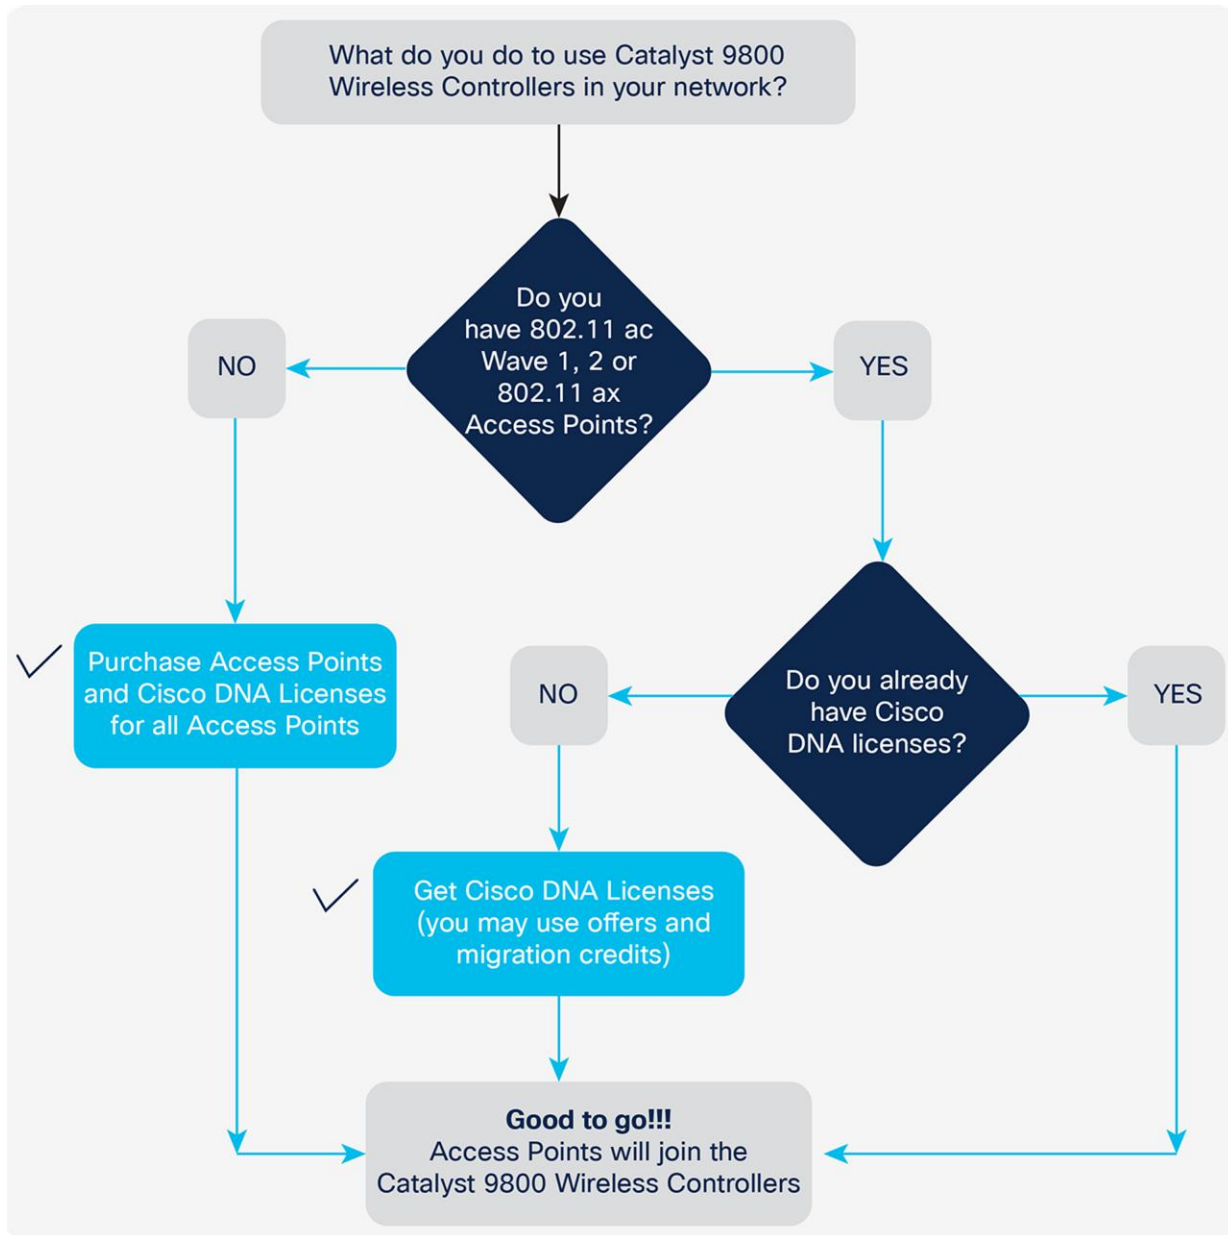 What do you do to use Catalyst 9800
Wireless Controllers in your network?
Do you
have 802.11 ac
Wave 1, 2 or
802.11 ax
Access Points?
NO
YES
Purchase Access Points
and Cisco DNA Licenses
for all Access Points
Do you already
have Cisco
DNA licenses?
NO
YES
Get Cisco DNA Licenses
(you may use offers and
migration credits)
Good to go!!!
Access Points will join the
Catalyst 9800 Wireless Controllers